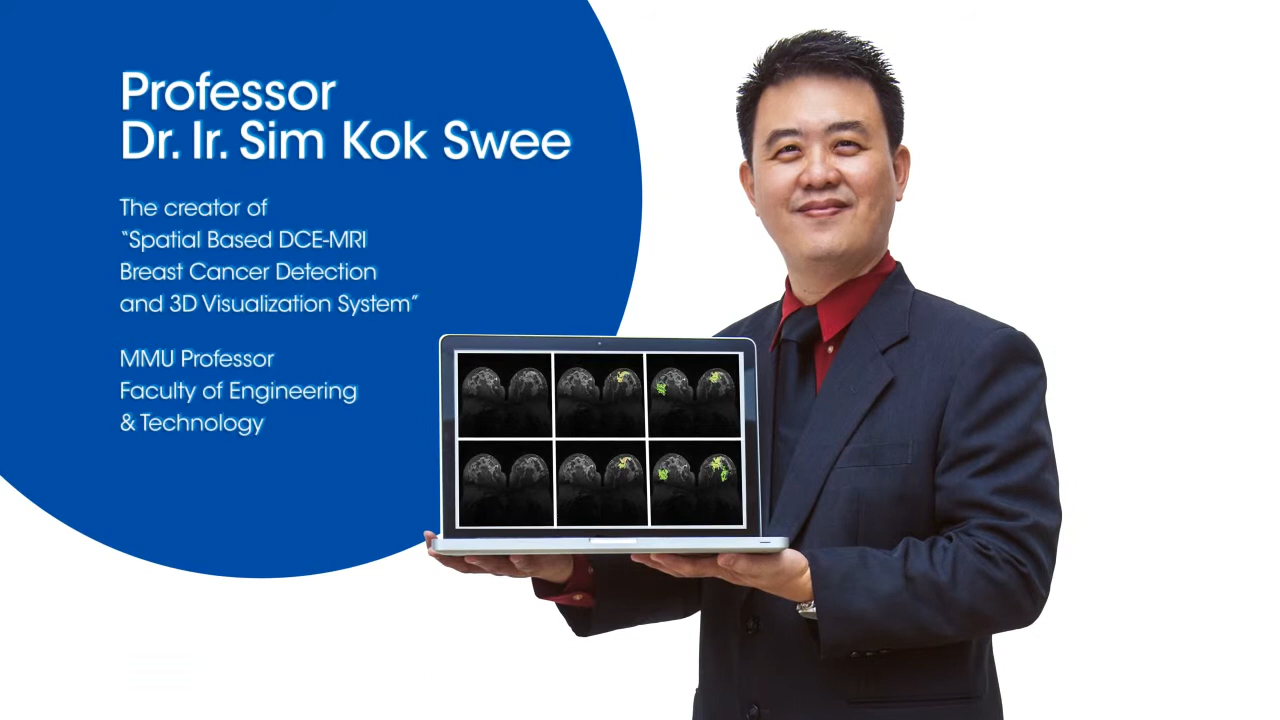 Professor
Dr. Ir. Sim Kok Swee
The creator of
“Spatial Based DCE-MRI
Breast Cancer Detection
and 3D Visualization System”
MMU Professor
Faculty of Engineering
& Technology